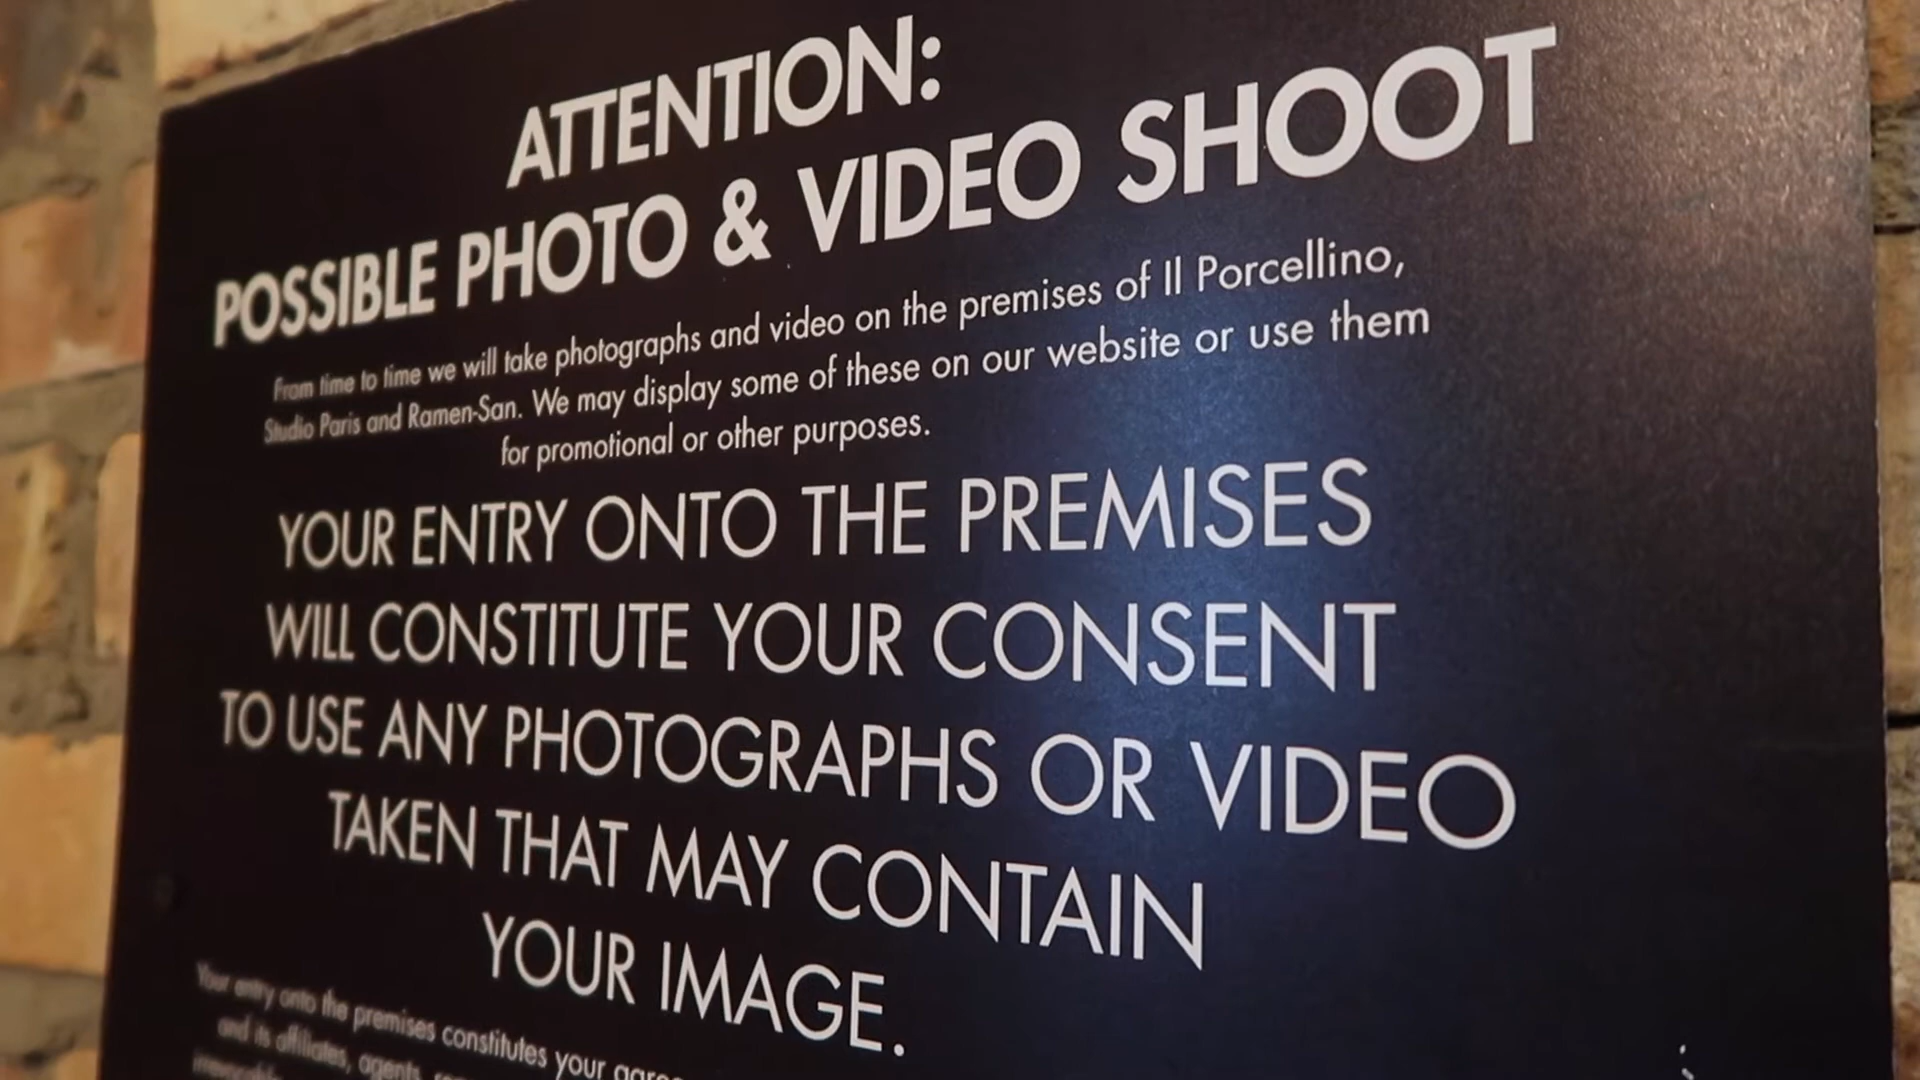 ATTENTION:
POSSIBLE PHOTO & VIDEO SHOOT
From time to time we will take photographs and video on the premises of Il Porcellino,
Studio Paris and Ramen-San. We may display some of these on our website or use them
for promotional or other purposes.
YOUR ENTRY ONTO THE PREMISES
WILL CONSTITUTE YOUR CONSENT
TO USE ANY PHOTOGRAPHS OR VIDEO
TAKEN THAT MAY CONTAIN
YOUR IMAGE.
Your entry onto the premises constitutes your
and its affiliates, agents,